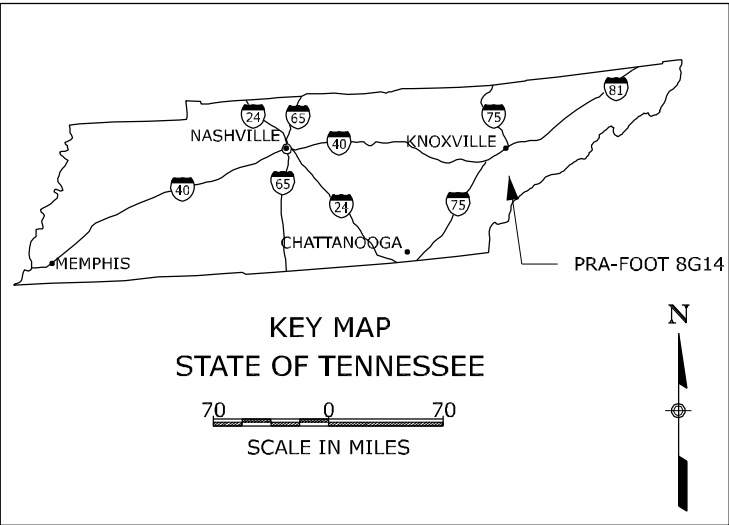 81
24
65
75
NASHVILLE
40
KNOXVILLE
40
65
24
75
CHATTANOOGA
MEMPHIS
PRA-FOOT 8G14
KEY MAP
STATE OF TENNESSEE
N
70 0 70
SCALE IN MILES